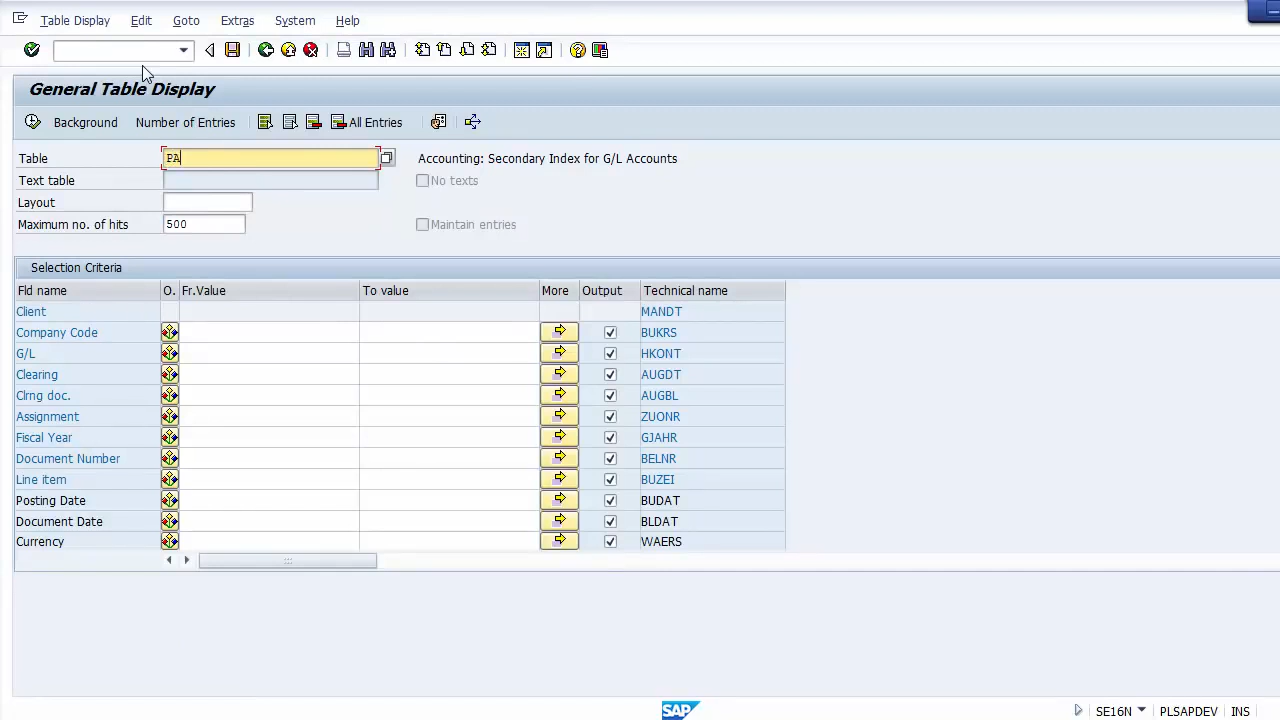 Table Display Edit Goto Extras System Help
General Table Display
Background Number of Entries All Entries
Table PA Accounting: Secondary Index for G/L Accounts
Text table No texts
Layout
Maximum no. of hits 500 Maintain entries
Selection Criteria
Fld name O. Fr.Value To value More Output Technical name
Client MANDT
Company Code BUKRS
G/L HKONT
Clearing AUGDT
Clrng doc. AUGBL
Assignment ZUONR
Fiscal Year GJAHR
Document Number BELNR
Line item BUZEI
Posting Date BUDAT
Document Date BLDAT
Currency WAERS
SAP SE16N PLSAPDEV INS